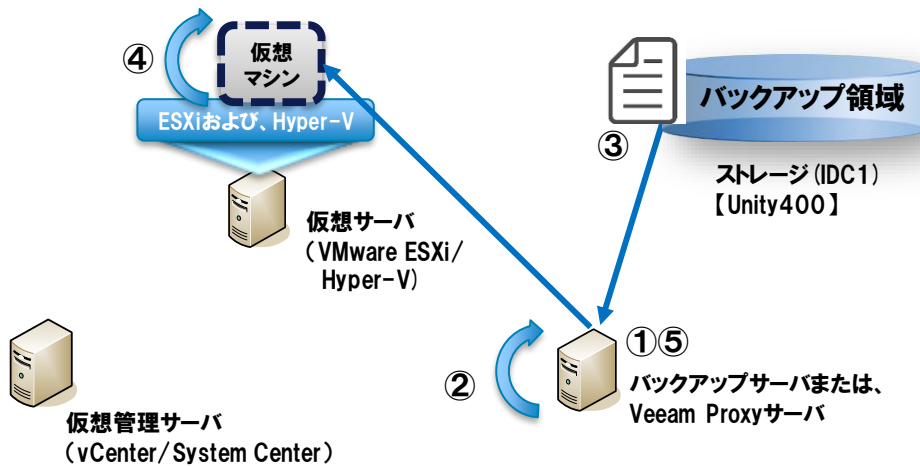 ④
仮想
マシン
ESXiおよび、Hyper-V
バックアップ領域
③
ストレージ(IDC1)
【Unity400】
仮想サーバ
(VMware ESXi/
Hyper-V)
①⑤
②
バックアップサーバまたは、
Veeam Proxyサーバ
仮想管理サーバ
(vCenter/System Center)